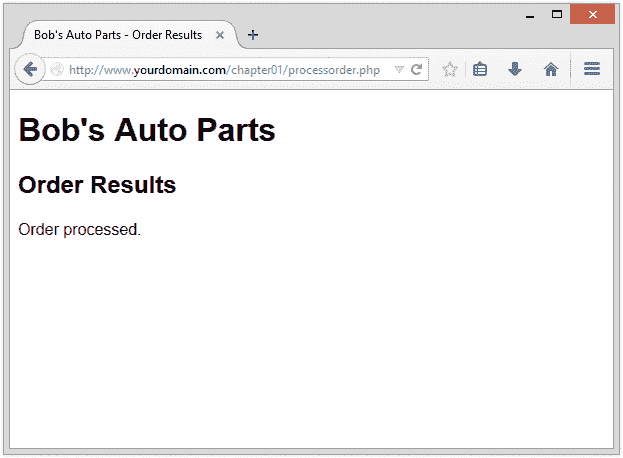 Bob's Auto Parts - Order Results
http://www.yourdomain.com/chapter01/processorder.php
Bob's Auto Parts
Order Results
Order processed.